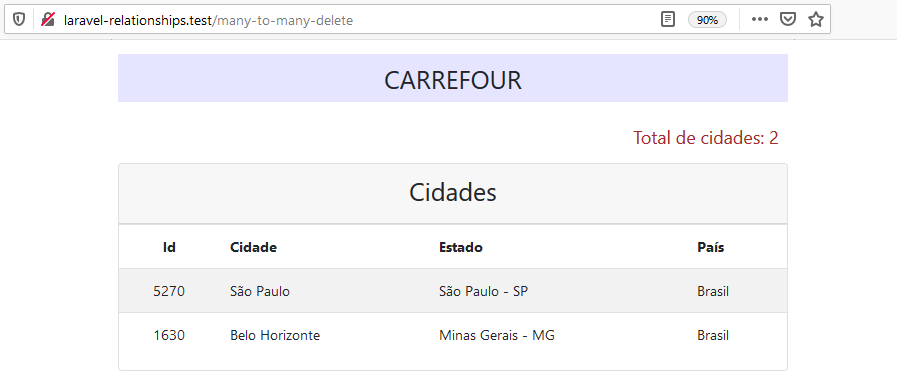 laravel-relationships.test/many-to-many-delete 90%
CARREFOUR
Total de cidades: 2
Cidades
Id Cidade Estado País
5270 São Paulo São Paulo - SP Brasil
1630 Belo Horizonte Minas Gerais - MG Brasil